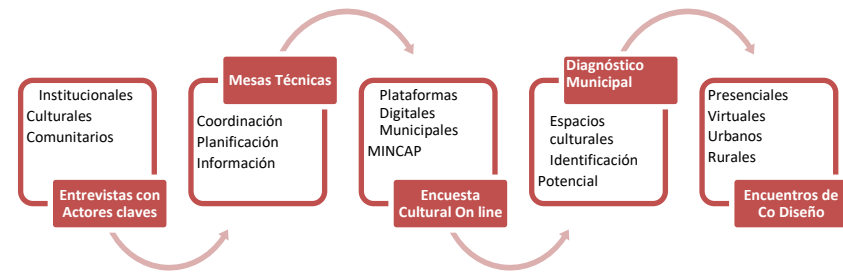 Institucionales
Culturales
Comunitarios
Entrevistas con
Actores claves
Mesas Técnicas
Coordinación
Planificación
Información
Plataformas
Digitales
Municipales
MINCAP
Encuesta
Cultural On line
Diagnóstico
Municipal
Espacios
culturales
Identificación
Potencial
Presenciales
Virtuales
Urbanos
Rurales
Encuentros de
Co Diseño